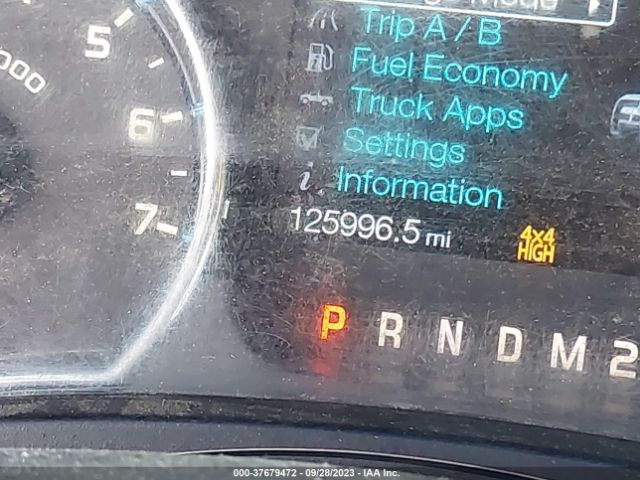 Mode
Trip A / B
Fuel Economy
Truck Apps
Settings
Information
125996.5 mi
4x4
HIGH
P R N D M 2
5
6
7
000-37679472 - 09/28/2023 - IAA Inc.